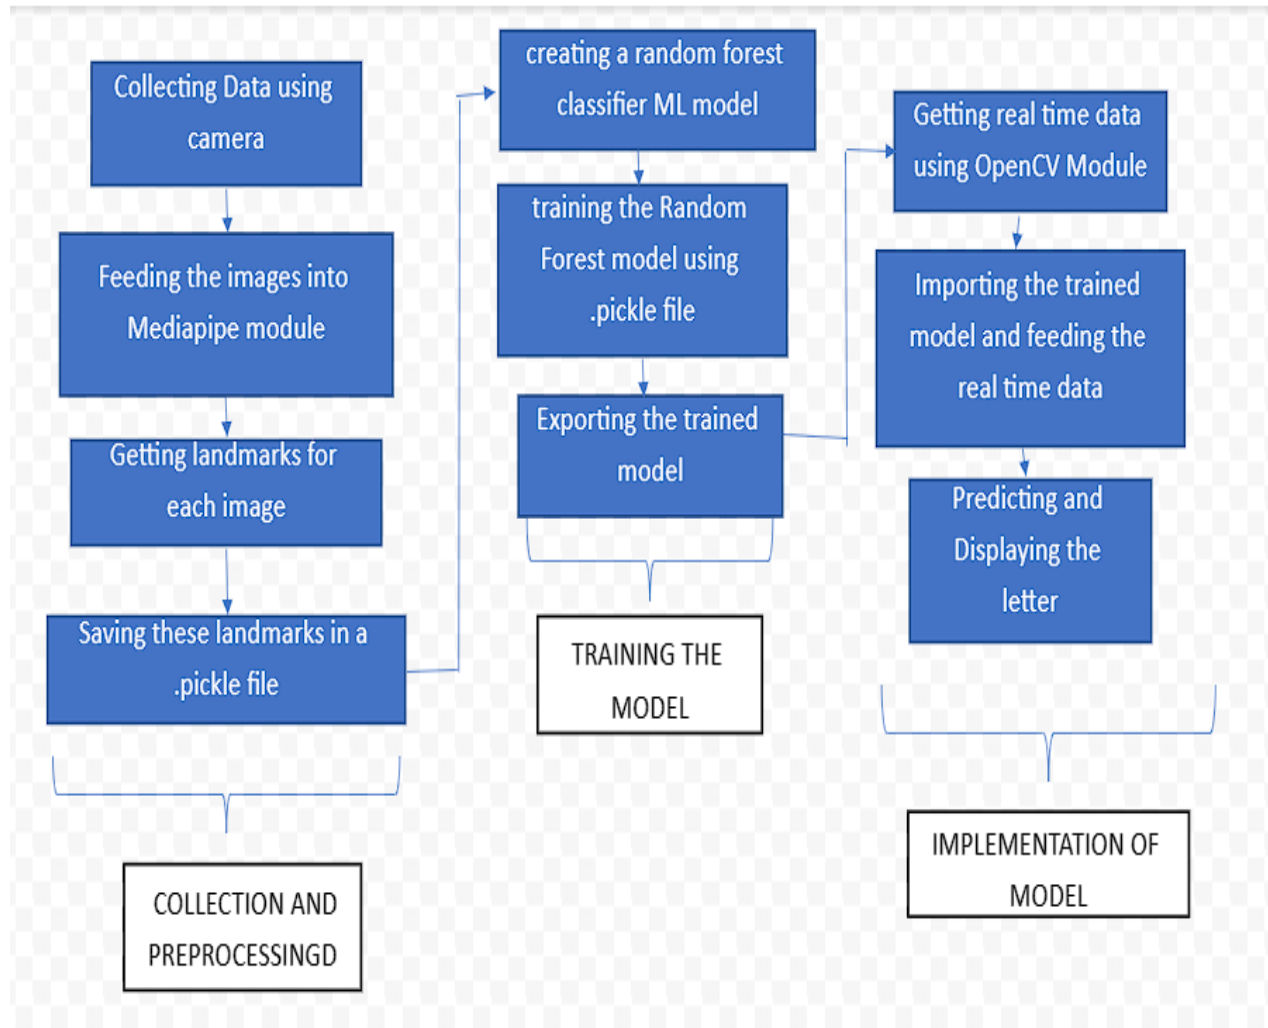 Collecting Data using
camera
Feeding the images into
Mediapipe module
Getting landmarks for
each image
Saving these landmarks in a
.pickle file
COLLECTION AND
PREPROCESSINGD
creating a random forest
classifier ML model
training the Random
Forest model using
.pickle file
Exporting the trained
model
TRAINING THE
MODEL
Getting real time data
using OpenCV Module
Importing the trained
model and feeding the
real time data
Predicting and
Displaying the
letter
IMPLEMENTATION OF
MODEL